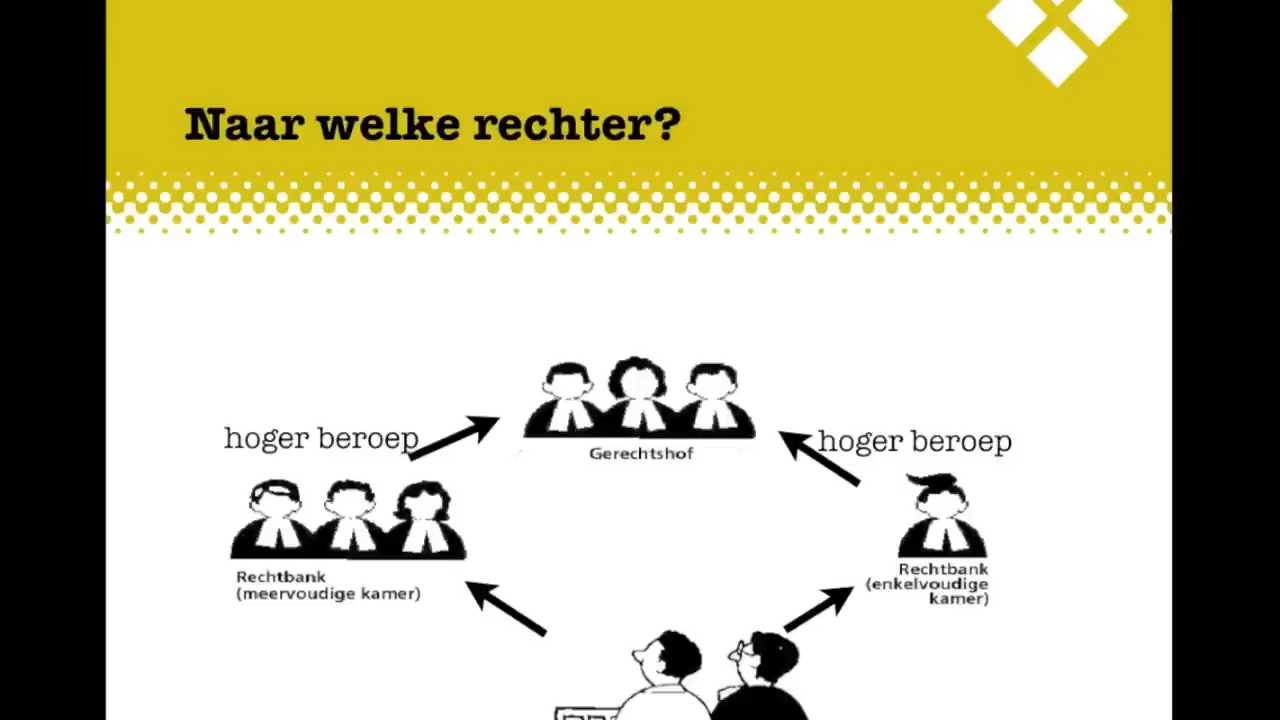 Naar welke rechter?
Gerechtshof
hoger beroep
hoger beroep
Rechtbank
(meervoudige kamer)
Rechtbank
(enkelvoudige
kamer)